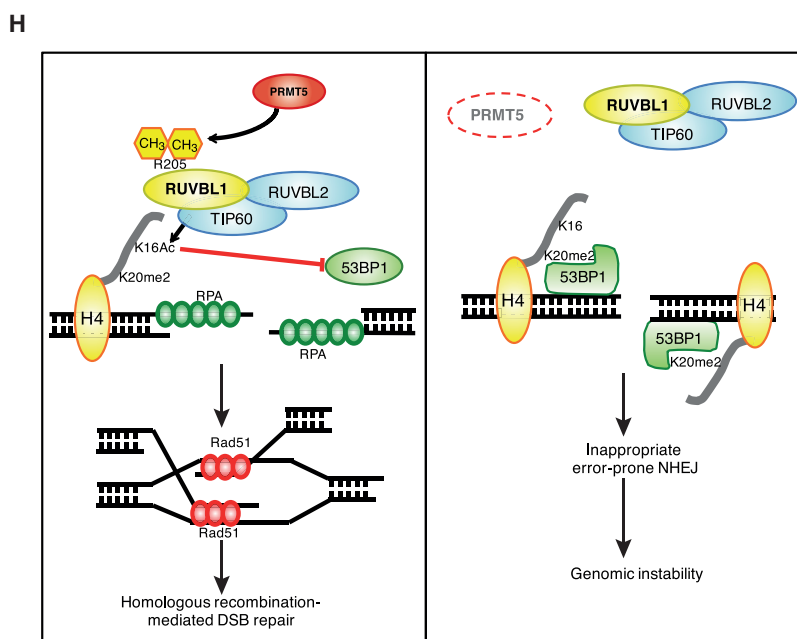 H
PRMT5
CH3 CH3
R205
RUVBL1
RUVBL2
TIP60
K16Ac
K20me2
53BP1
H4
RPA
RPA
Rad51
Rad51
Homologous recombination-
mediated DSB repair
PRMT5
RUVBL1
RUVBL2
TIP60
K16
K20me2
53BP1
H4
H4
53BP1
K20me2
Inappropriate
error-prone NHEJ
Genomic instability